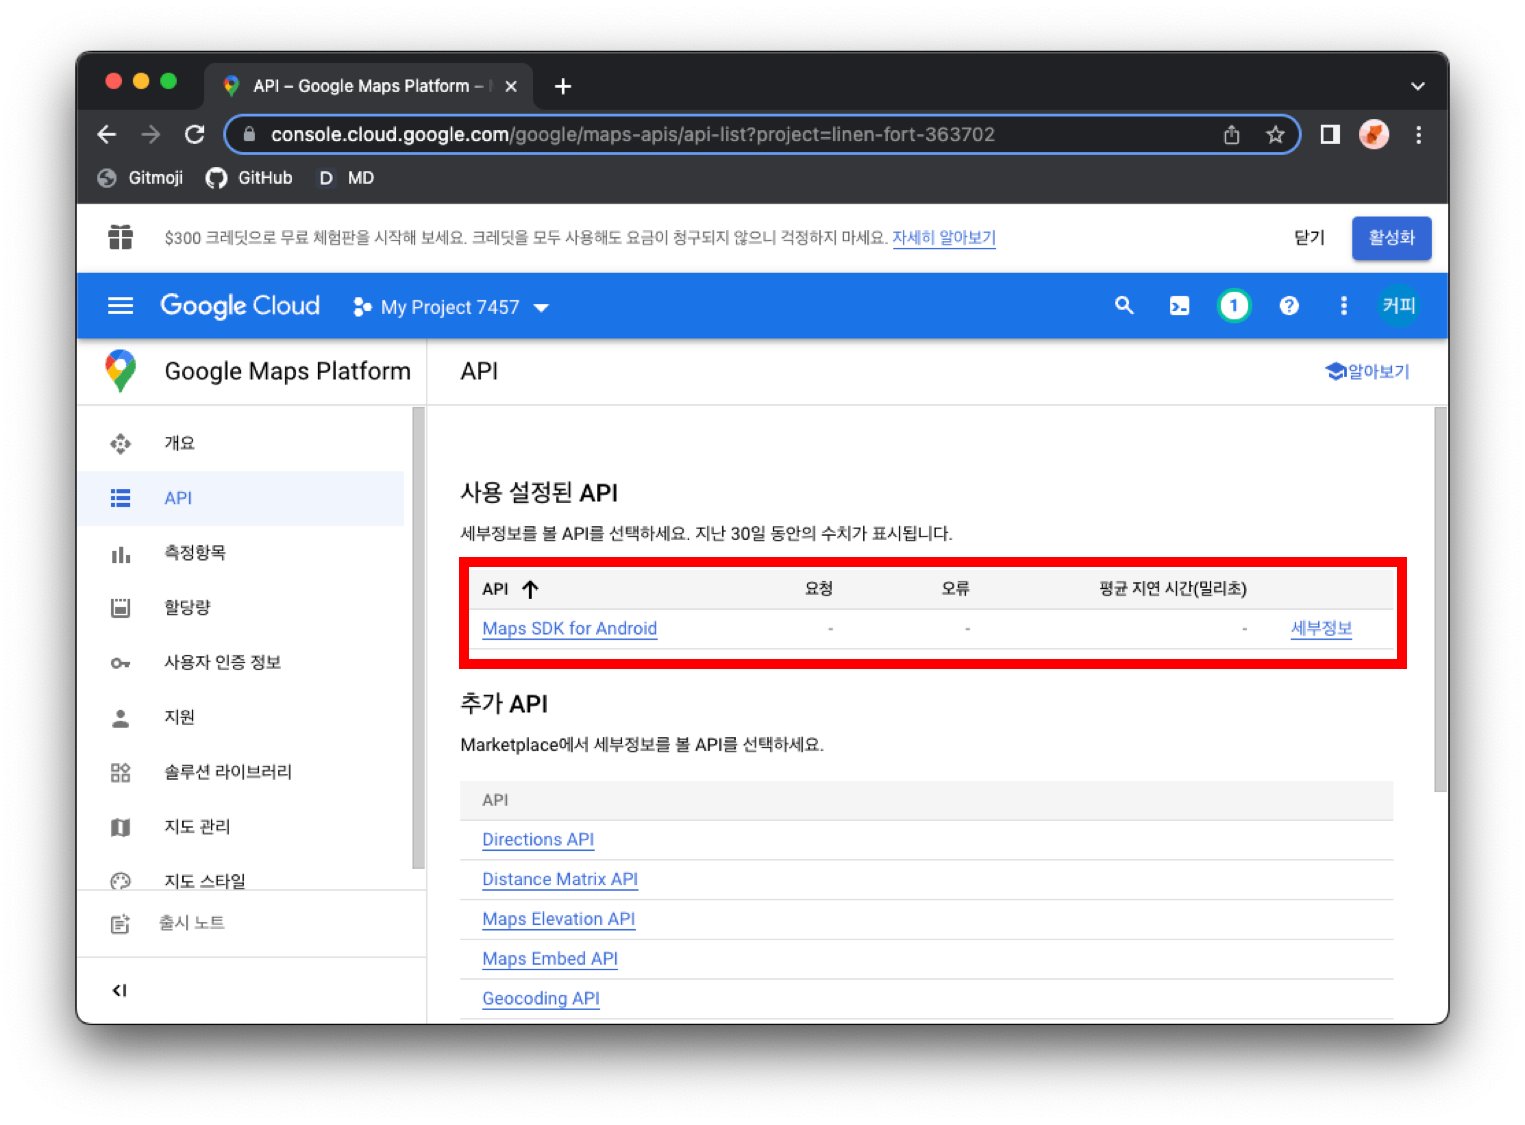 API – Google Maps Platform –
console.cloud.google.com/google/maps-apis/api-list?project=linen-fort-363702
Gitmoji GitHub D MD
$300 크레딧으로 무료 체험판을 시작해 보세요. 크레딧을 모두 사용해도 요금이 청구되지 않으니 걱정하지 마세요. 자세히 알아보기 닫기 활성화
Google Cloud My Project 7457 1 커피
Google Maps Platform
API 알아보기
개요
API
측정항목
할당량
사용자 인증 정보
지원
솔루션 라이브러리
지도 관리
지도 스타일
출시 노트
사용 설정된 API
세부정보를 볼 API를 선택하세요. 지난 30일 동안의 수치가 표시됩니다.
API 요청 오류 평균 지연 시간(밀리초)
Maps SDK for Android - - - 세부정보
추가 API
Marketplace에서 세부정보를 볼 API를 선택하세요.
API
Directions API
Distance Matrix API
Maps Elevation API
Maps Embed API
Geocoding API